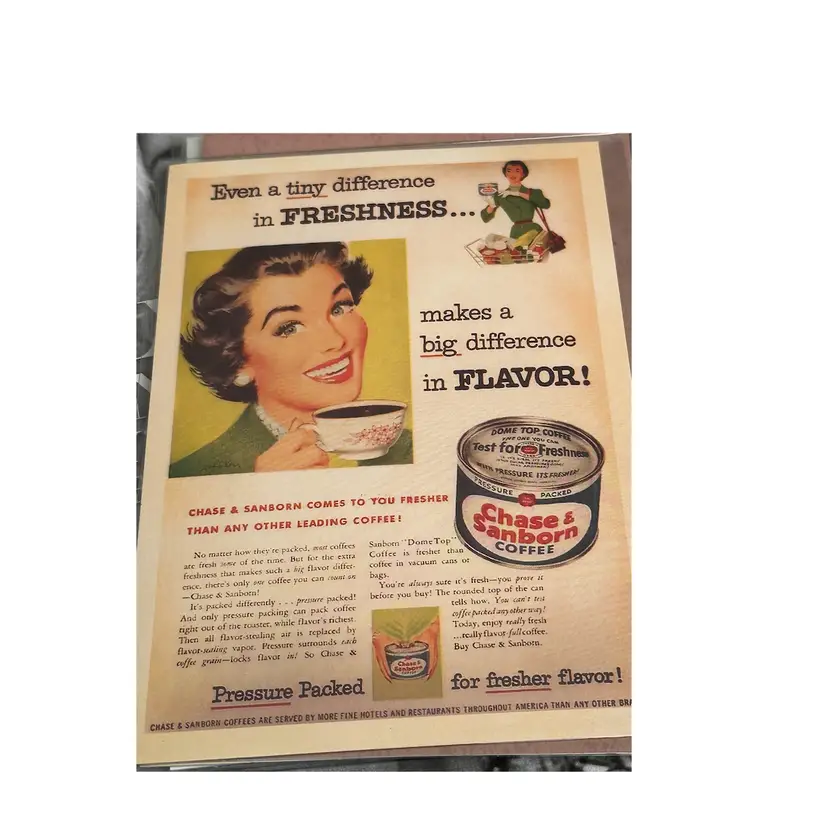 Even a tiny difference
in FRESHNESS...
makes a
big difference
in FLAVOR!
DOME TOP COFFEE
THE ONE YOU CAN
Test for Freshness
WITH PRESSURE ITS FRESHER!
PRESSURE PACKED
Chase &
Sanborn
COFFEE
CHASE & SANBORN COMES TO YOU FRESHER
THAN ANY OTHER LEADING COFFEE!
No matter how they're packed, most coffees
are fresh some of the time. But for the extra
freshness that makes such a big flavor differ-
ence, there's only one coffee you can count on
—Chase & Sanborn!
It's packed differently . . . pressure packed!
And only pressure packing can pack coffee
right out of the roaster, while flavor's richest.
Then all flavor-stealing air is replaced by
flavor-sealing vapor. Pressure surrounds each
coffee grain—locks flavor in! So Chase &
Sanborn "Dome Top"
Coffee is fresher than
coffee in vacuum cans or
bags.
You're always sure it's fresh—you prove it
before you buy! The rounded top of the can
tells how. You can't test
coffee packed any other way!
Today, enjoy really fresh
...really flavor-full coffee.
Buy Chase & Sanborn.
Chase &
Sanborn
Pressure Packed
for fresher flavor!
CHASE & SANBORN COFFEES ARE SERVED BY MORE FINE HOTELS AND RESTAURANTS THROUGHOUT AMERICA THAN ANY OTHER BRA